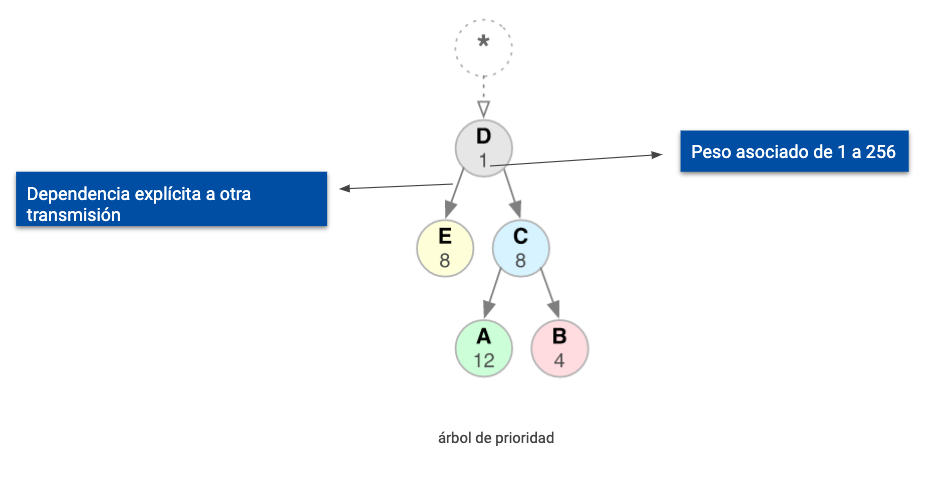 *
D
1
Peso asociado de 1 a 256
Dependencia explícita a otra
transmisión
E
8
C
8
A
12
B
4
árbol de prioridad